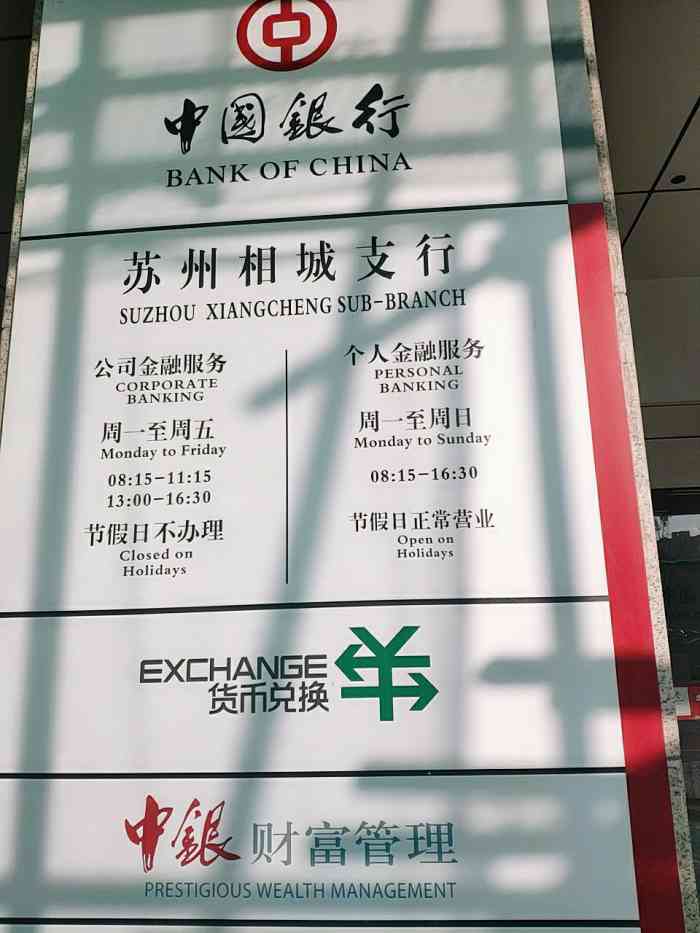 中國銀行
BANK OF CHINA
苏州相城支行
SUZHOU XIANGCHENG SUB-BRANCH
公司金融服务
CORPORATE
BANKING
周一至周五
Monday to Friday
08:15-11:15
13:00-16:30
节假日不办理
Closed on
Holidays
个人金融服务
PERSONAL
BANKING
周一至周日
Monday to Sunday
08:15-16:30
节假日正常营业
Open on
Holidays
EXCHANGE
货币兑换
中銀 财富管理
PRESTIGIOUS WEALTH MANAGEMENT